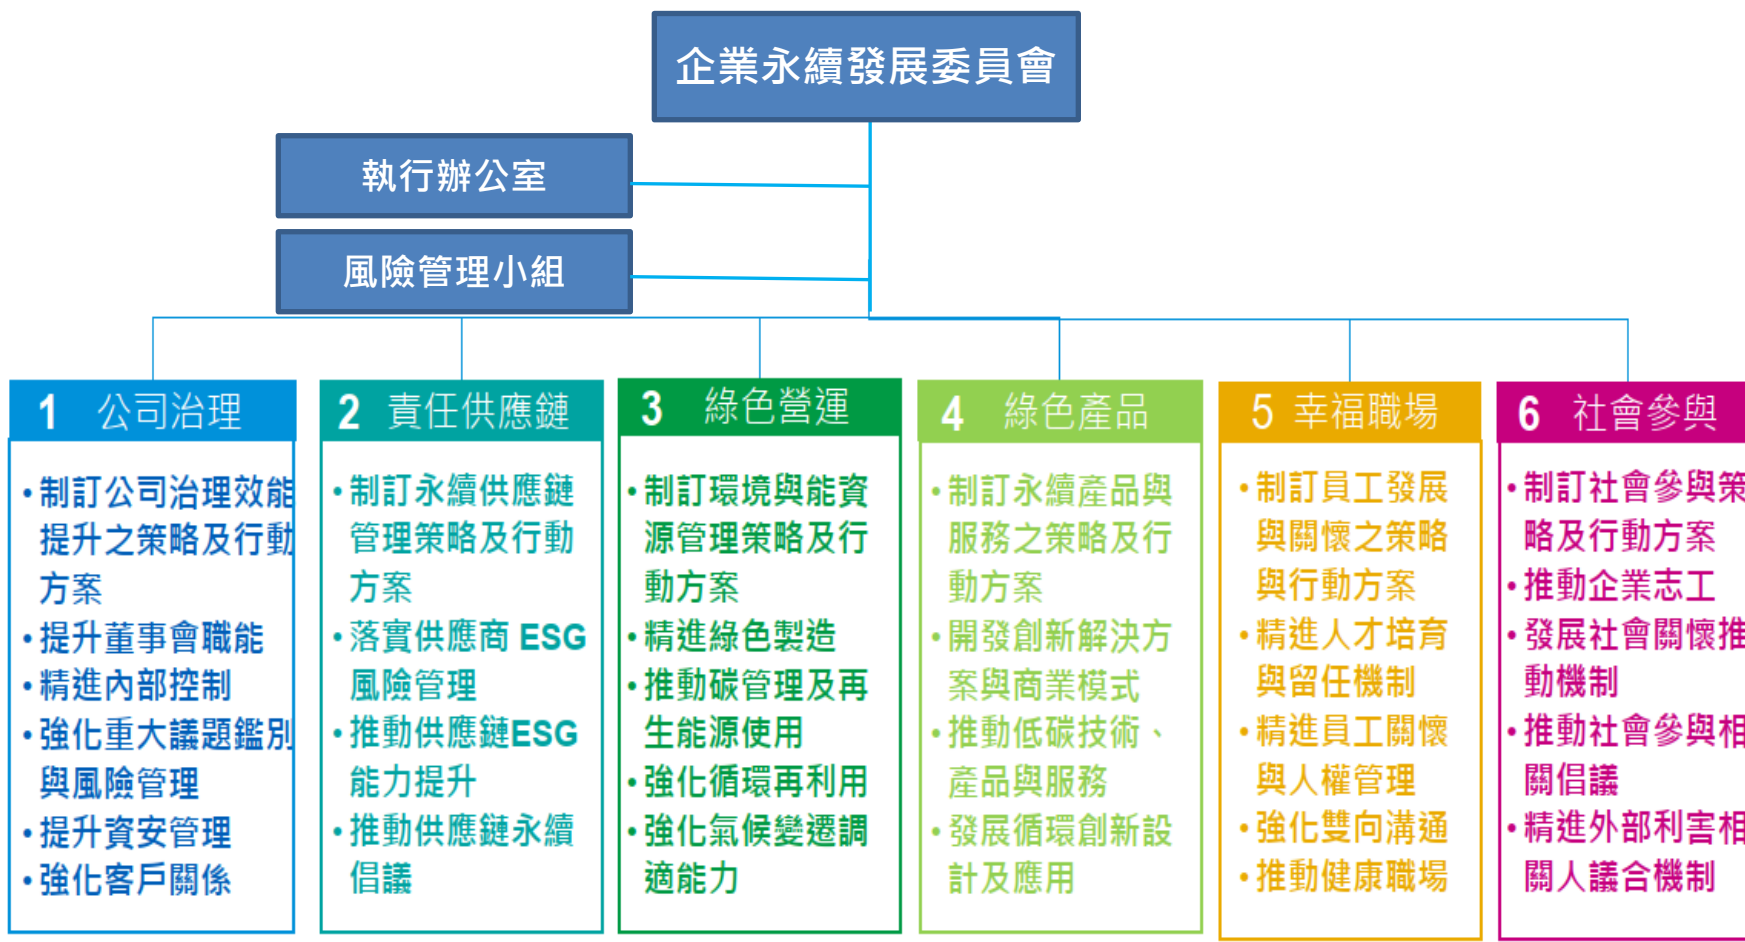 企業永續發展委員會
執行辦公室
風險管理小組
1 公司治理
• 制訂公司治理效能
提升之策略及行動
方案
• 提升董事會職能
• 精進內部控制
• 強化重大議題鑑別
與風險管理
• 提升資安管理
• 強化客戶關係
2 責任供應鏈
• 制訂永續供應鏈
管理策略及行動
方案
• 落實供應商 ESG
風險管理
• 推動供應鏈ESG
能力提升
• 推動供應鏈永續
倡議
3 綠色營運
• 制訂環境與能資
源管理策略及行
動方案
• 精進綠色製造
• 推動碳管理及再
生能源使用
• 強化循環再利用
• 強化氣候變遷調
適能力
4 綠色產品
• 制訂永續產品與
服務之策略及行
動方案
• 開發創新解決方
案與商業模式
• 推動低碳技術、
產品與服務
• 發展循環創新設
計及應用
5 幸福職場
• 制訂員工發展
與關懷之策略
與行動方案
• 精進人才培育
與留任機制
• 精進員工關懷
與人權管理
• 強化雙向溝通
• 推動健康職場
6 社會參與
• 制訂社會參與策
略及行動方案
• 推動企業志工
• 發展社會關懷推
動機制
• 推動社會參與相
關倡議
• 精進外部利害相
關人議合機制